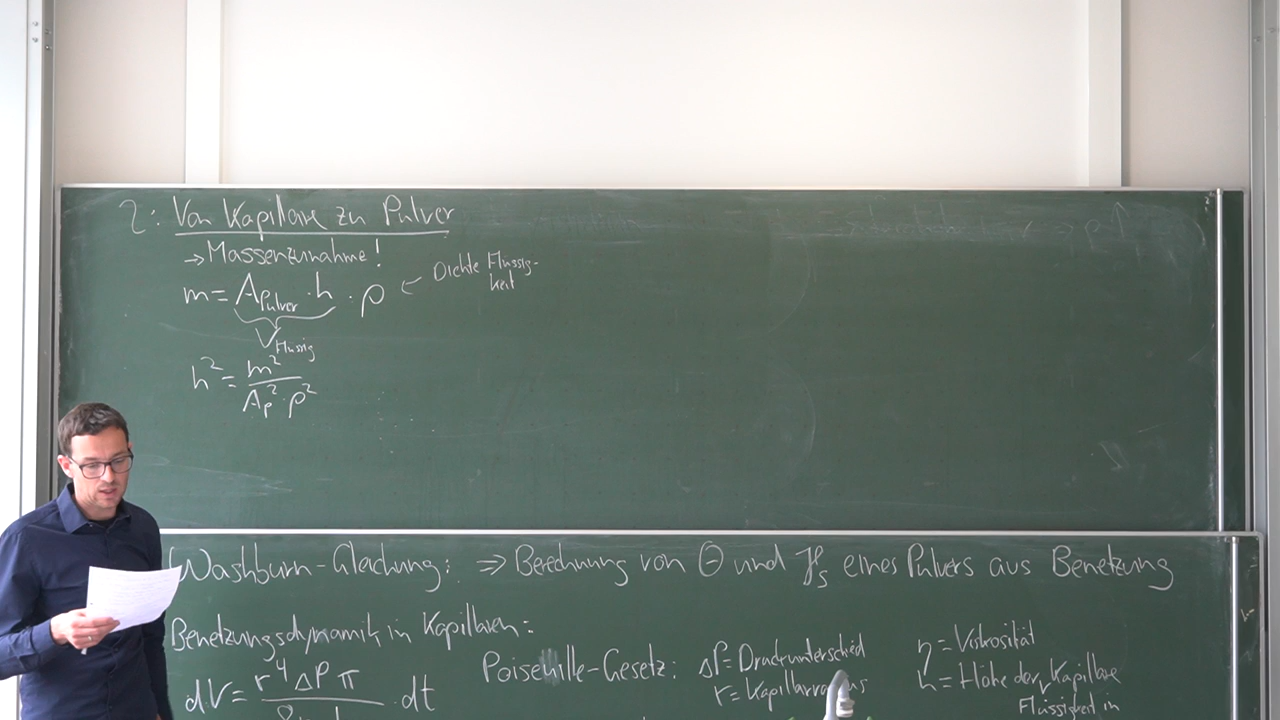 2: Von Kapillare zu Pulver
→ Massenzunahme!
m = A_Pulver · h · ρ ← Dichte Flüssig-
keit
V_Flüssig
h² = m² / (A_P² · ρ²)
Washburn-Gleichung: ⇒ Berechnung von Θ und γ_s eines Pulvers aus Benetzung
Benetzungsdynamik in Kapillaren:
dV = r⁴ ΔP π / · dt
Poiseuille-Gesetz: ΔP = Druckunterschied
r =
η = Viskosität
h = Höhe der Kapillare
Flüssigkeit in